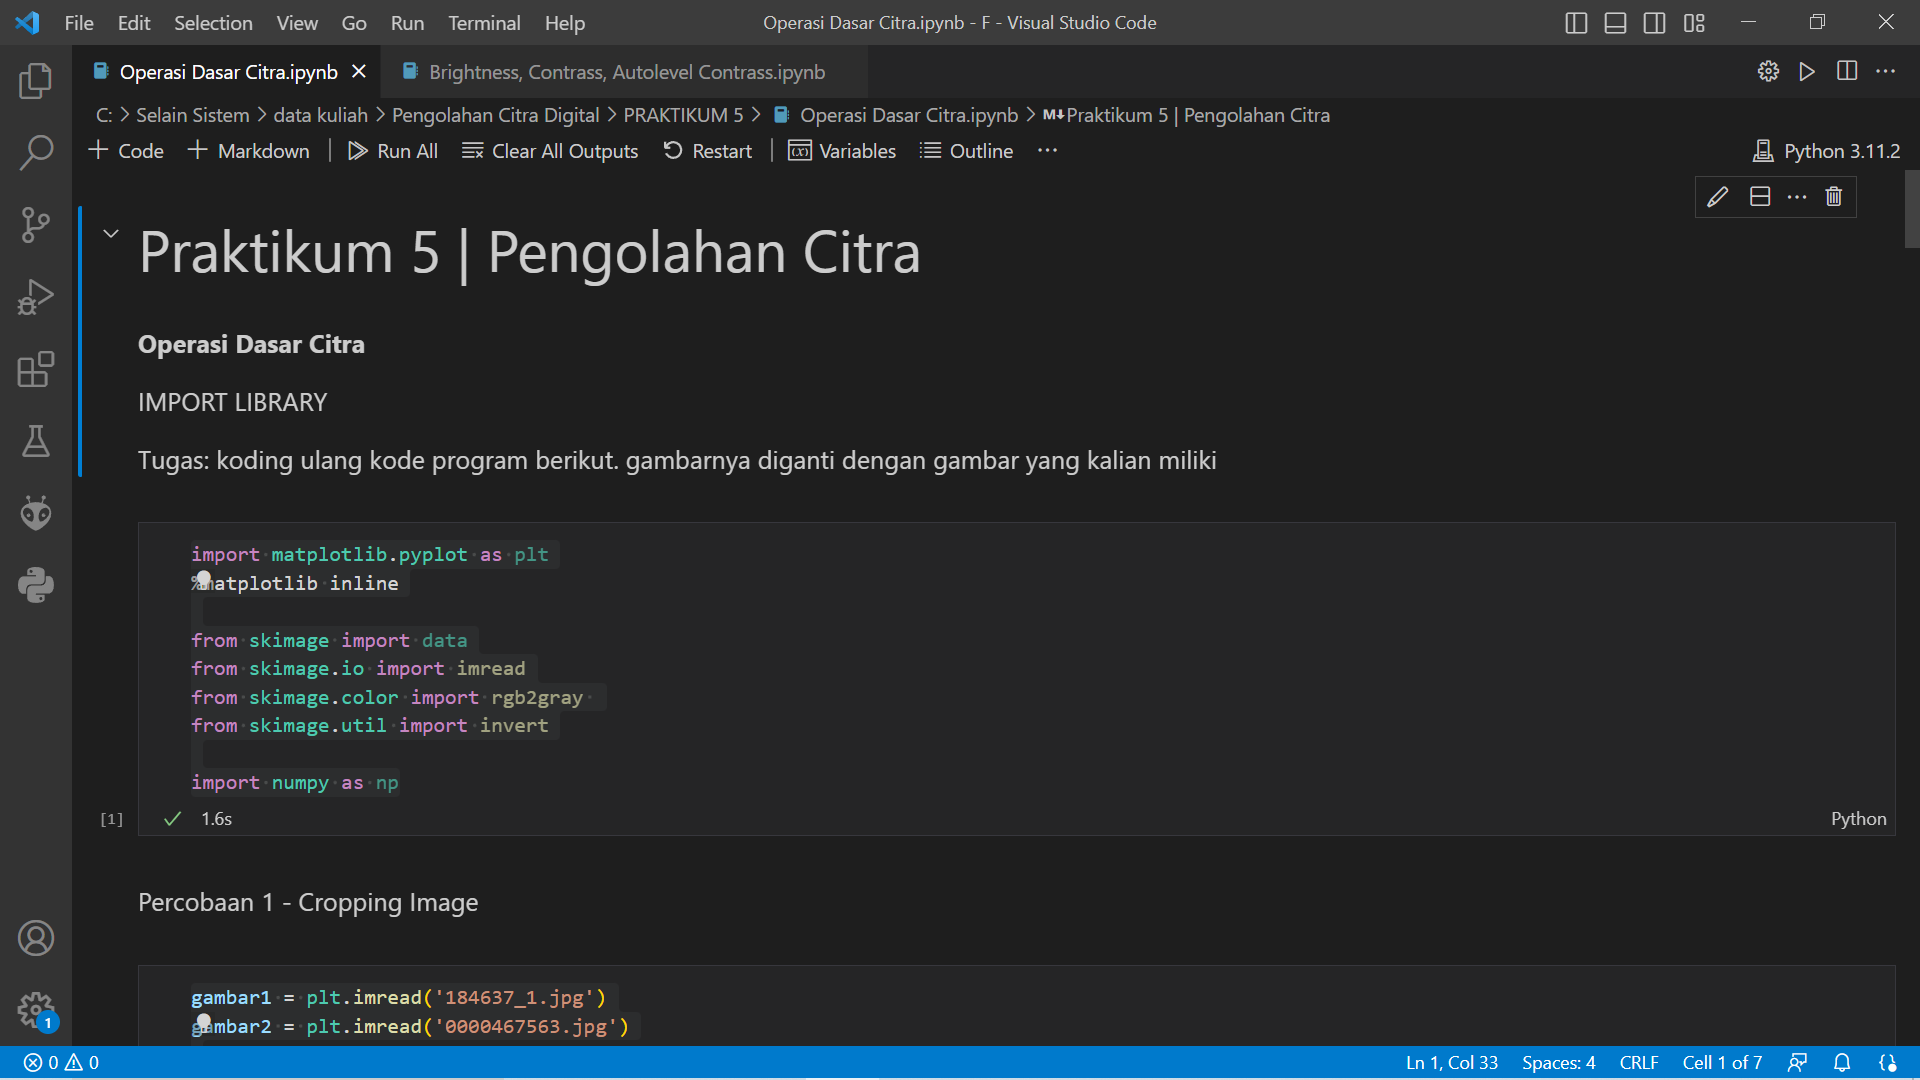 File Edit Selection View Go Run Terminal Help Operasi Dasar Citra.ipynb - F - Visual Studio Code
Operasi Dasar Citra.ipynb Brightness, Contrass, Autolevel Contrass.ipynb
C: > Selain Sistem > data kuliah > Pengolahan Citra Digital > PRAKTIKUM 5 > Operasi Dasar Citra.ipynb > M↓Praktikum 5 | Pengolahan Citra
+ Code + Markdown | Run All Clear All Outputs Restart | Variables Outline ... Python 3.11.2
Praktikum 5 | Pengolahan Citra
Operasi Dasar Citra
IMPORT LIBRARY
Tugas: koding ulang kode program berikut. gambarnya diganti dengan gambar yang kalian miliki
import matplotlib.pyplot as plt
%matplotlib inline
from skimage import data
from skimage.io import imread
from skimage.color import rgb2gray
from skimage.util import invert
import numpy as np
[1] 1.6s Python
Percobaan 1 - Cropping Image
gambar1 = plt.imread('184637_1.jpg')
gambar2 = plt.imread('0000467563.jpg')
1
0 0 Ln 1, Col 33 Spaces: 4 CRLF Cell 1 of 7